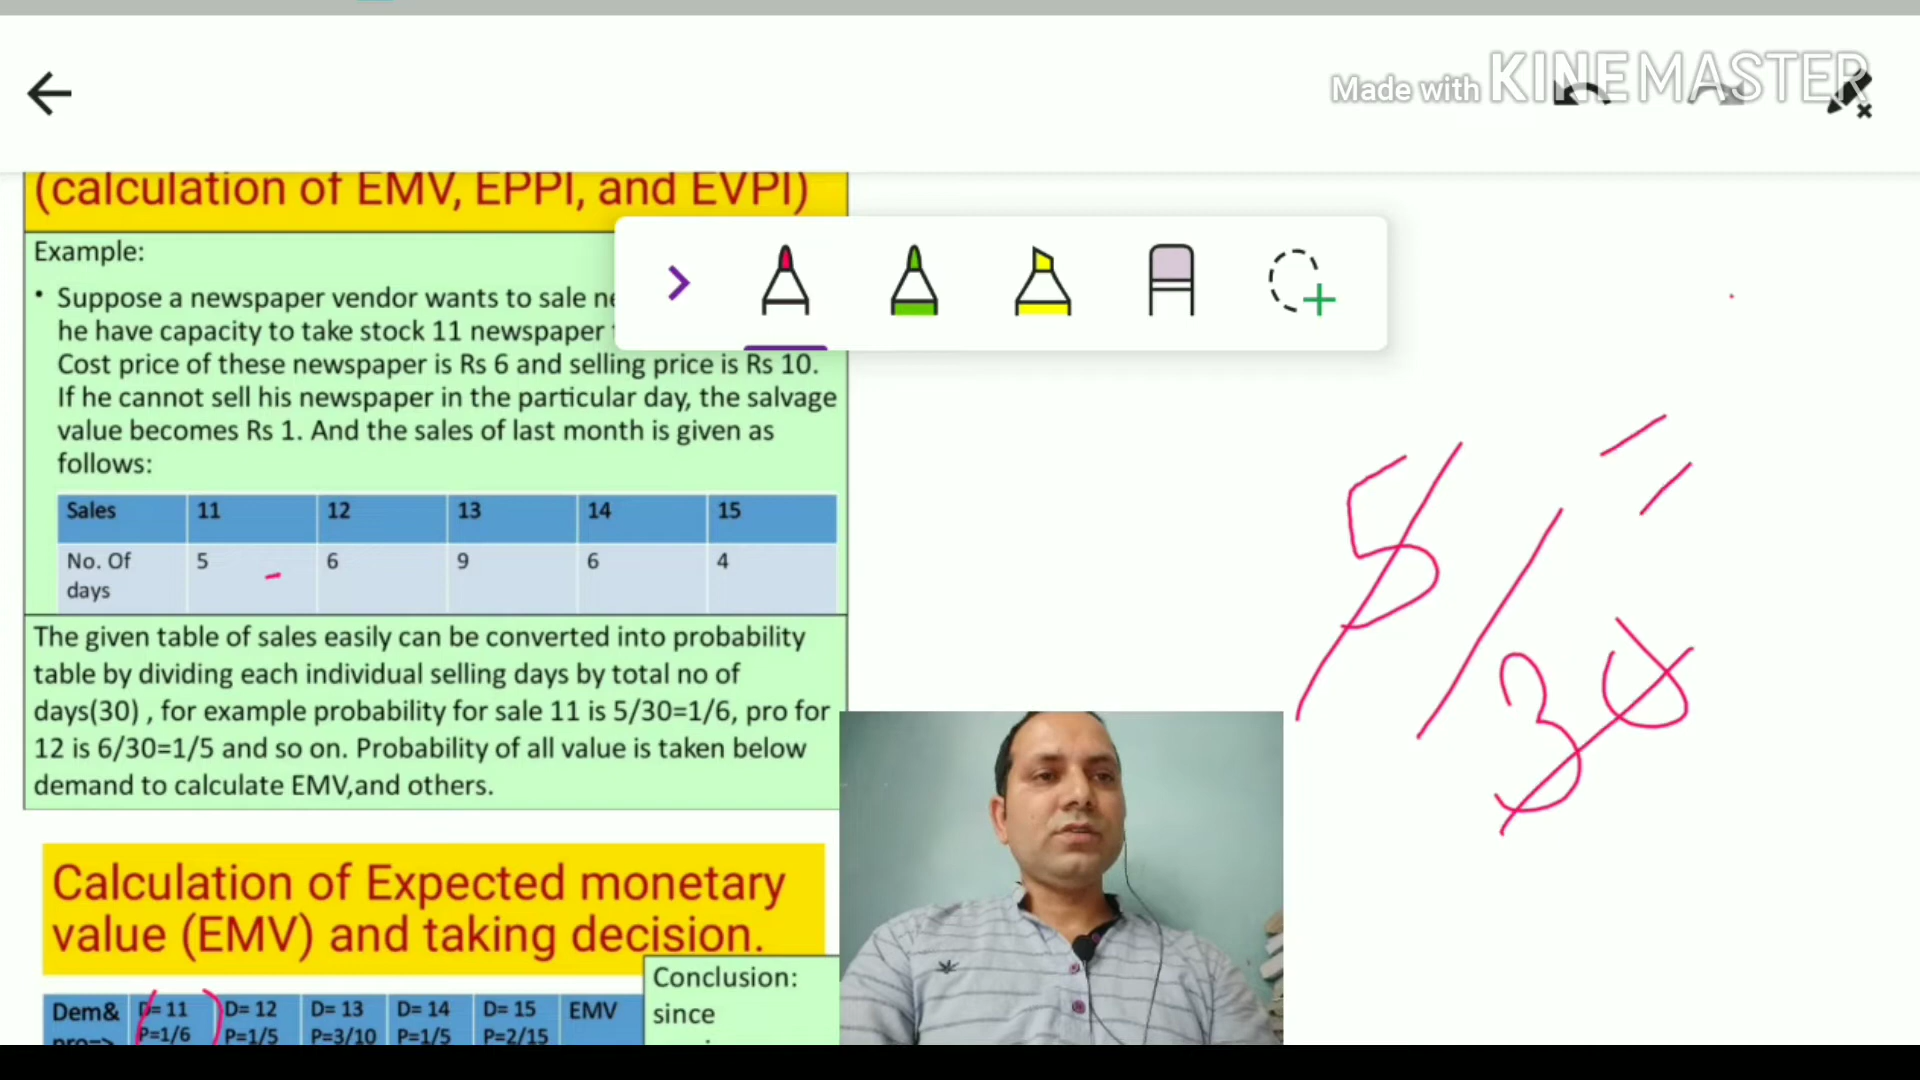 Made with KINEMASTER
(calculation of EMV, EPPI, and EVPI)
Example:
• Suppose a newspaper vendor wants to sale
he have capacity to take stock 11 newspaper
Cost price of these newspaper is Rs 6 and selling price is Rs 10.
If he cannot sell his newspaper in the particular day, the salvage
value becomes Rs 1. And the sales of last month is given as
follows:
Sales 11 12 13 14 15
No. Of days 5 6 9 6 4
The given table of sales easily can be converted into probability
table by dividing each individual selling days by total no of
days(30) , for example probability for sale 11 is 5/30=1/6, pro for
12 is 6/30=1/5 and so on. Probability of all value is taken below
demand to calculate EMV,and others.
5/
=
30
Calculation of Expected monetary
value (EMV) and taking decision.
Dem& D= 11 D= 12 D= 13 D= 14 D= 15 EMV
pro=> P=1/6 P=1/5 P=3/10 P=1/5 P=2/15
Conclusion:
since